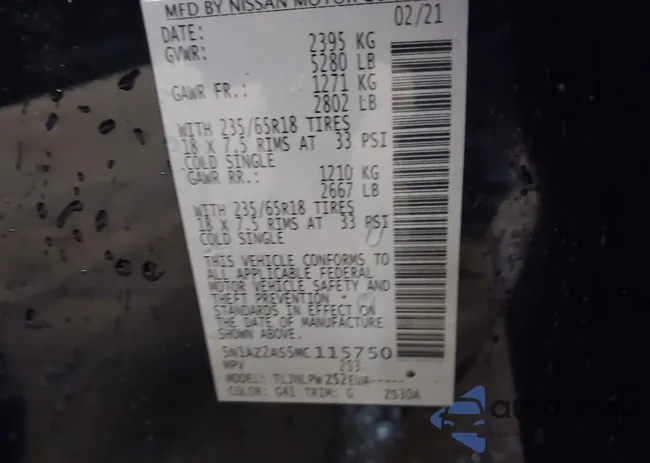 MFD BY NISSAN MOTOR
DATE: 02/21
GVWR: 2395 KG
5280 LB
GAWR FR.: 1271 KG
2802 LB
WITH 235/65R18 TIRES
18 X 7.5 RIMS AT 33 PSI
COLD SINGLE
GAWR RR.: 1210 KG
2667 LB
WITH 235/65R18 TIRES
18 X 7.5 RIMS AT 33 PSI
COLD SINGLE
THIS VEHICLE CONFORMS TO
ALL APPLICABLE FEDERAL
MOTOR VEHICLE SAFETY AND
THEFT PREVENTION
STANDARDS IN EFFECT ON
THE DATE OF MANUFACTURE
SHOWN ABOVE.
5N1AZ2AS5MC115750
MPV 253
MODEL: TLJNLPWZ52EUA-----
COLOR: G41 TRIM: G Z530A